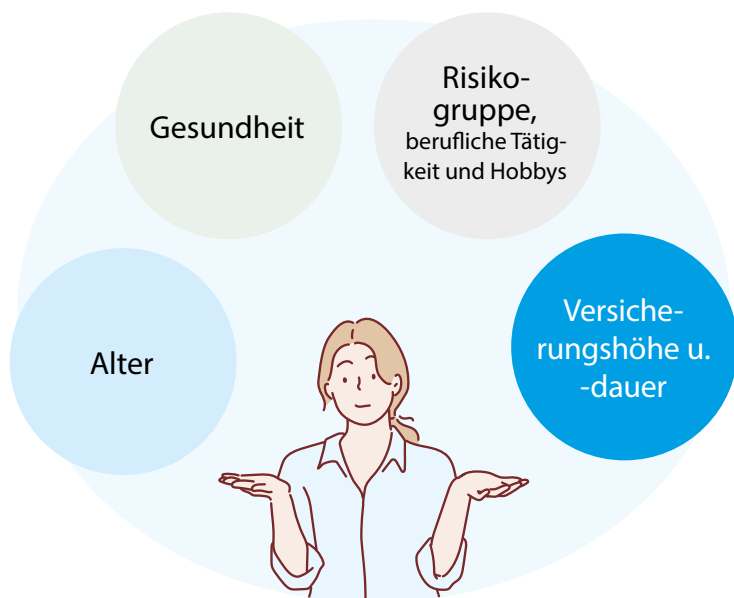 Gesundheit
Risiko-
gruppe,
berufliche Tätig-
keit und Hobbys
Alter
Versiche-
rungshöhe u.
-dauer